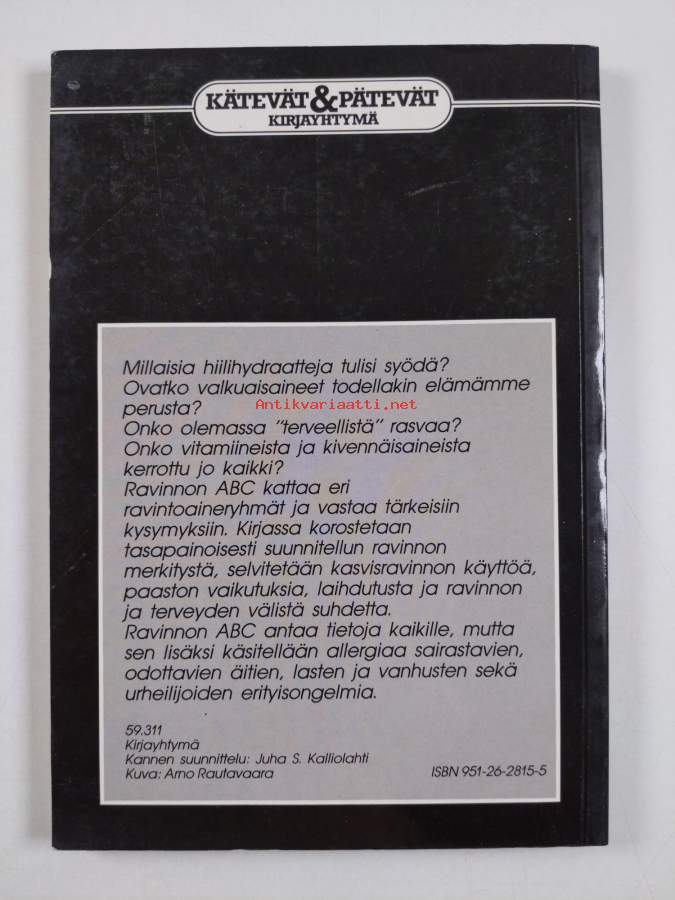 KÄTEVÄT & PÄTEVÄT
KIRJAYHTYMÄ
Millaisia hiilihydraatteja tulisi syödä?
Ovatko valkuaisaineet todellakin elämämme
perusta?
Antikvariaatti.net
Onko olemassa "terveellistä" rasvaa?
Onko vitamiineista ja kivennäisaineista
kerrottu jo kaikki?
Ravinnon ABC kattaa eri
ravintoaineryhmät ja vastaa tärkeisiin
kysymyksiin. Kirjassa korostetaan
tasapainoisesti suunnitellun ravinnon
merkitystä, selvitetään kasvisravinnon käyttöä,
paaston vaikutuksia, laihdutusta ja ravinnon
ja terveyden välistä suhdetta.
Ravinnon ABC antaa tietoja kaikille, mutta
sen lisäksi käsitellään allergiaa sairastavien,
odottavien äitien, lasten ja vanhusten sekä
urheilijoiden erityisongelmia.
59.311
Kirjayhtymä
Kannen suunnittelu: Juha S. Kalliolahti
Kuva: Arno Rautavaara
ISBN 951-26-2815-5